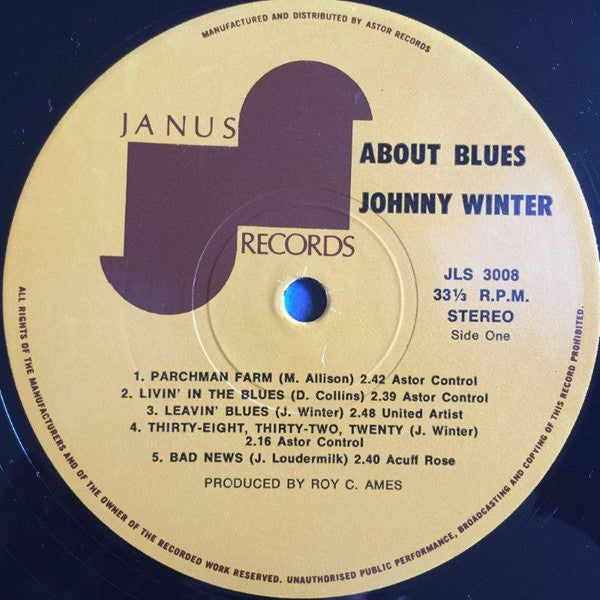 MANUFACTURED AND DISTRIBUTED BY ASTOR RECORDS
JANUS
RECORDS
ABOUT BLUES
JOHNNY WINTER
JLS 3008
33⅓ R.P.M.
STEREO
Side One
1. PARCHMAN FARM (M. Allison) 2.42 Astor Control
2. LIVIN' IN THE BLUES (D. Collins) 2.39 Astor Control
3. LEAVIN' BLUES (J. Winter) 2.48 United Artist
4. THIRTY-EIGHT, THIRTY-TWO, TWENTY (J. Winter)
2.16 Astor Control
5. BAD NEWS (J. Loudermilk) 2.40 Acuff Rose
PRODUCED BY ROY C. AMES
ALL RIGHTS OF THE MANUFACTURERS AND OF THE OWNER OF THE RECORDED WORK RESERVED. UNAUTHORISED PUBLIC PERFORMANCE, BROADCASTING AND COPYING OF THIS RECORD PROHIBITED.